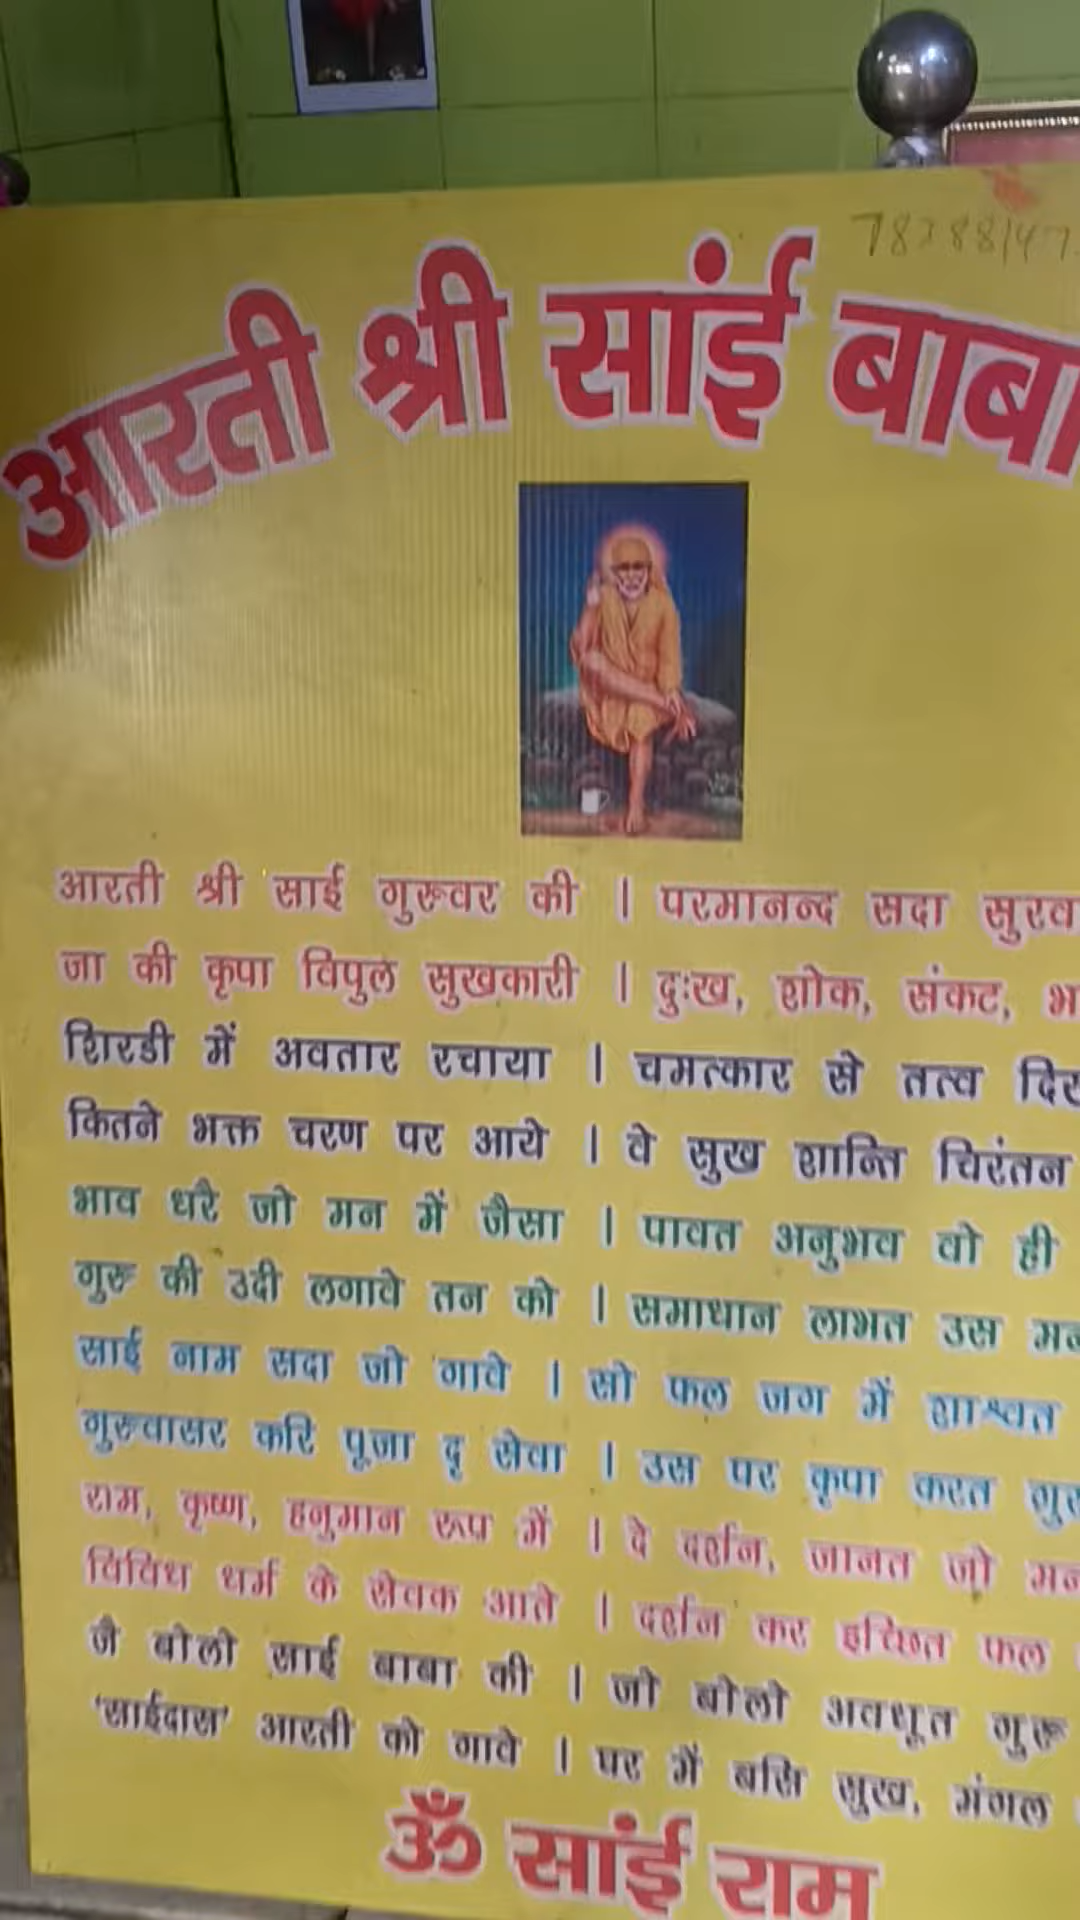 आरती श्री सांई बाबा
आरती श्री साई गुरूवर की | परमानन्द सदा सुरव
जा की कृपा विपुल सुखकारी | दुःख, शोक, संकट,
शिरडी में अवतार रचाया | चमत्कार से तत्व
कितने भक्त चरण पर आये | वे सुख शान्ति चिरंतन
भाव धरै जो मन में जैसा | पावत अनुभव वो ही
गुरू की उदी लगावे तन को | समाधान लाभत उस
साई नाम सदा जो गावे | सो फल जग में शाश्वत
गुरूवासर करि पूजा दृ सेवा | उस पर कृपा करत
राम, कृष्ण, हनुमान रूप में | दे दर्शन, जानत जो
विविध धर्म के सेवक आते | दर्शन कर इच्छित फल
जै बोलो साई बाबा की | जो बोलो अवधूत गुरू
'साईदास' आरती को गावे | घर में बसि सुख, मंगल
ॐ सांई राम